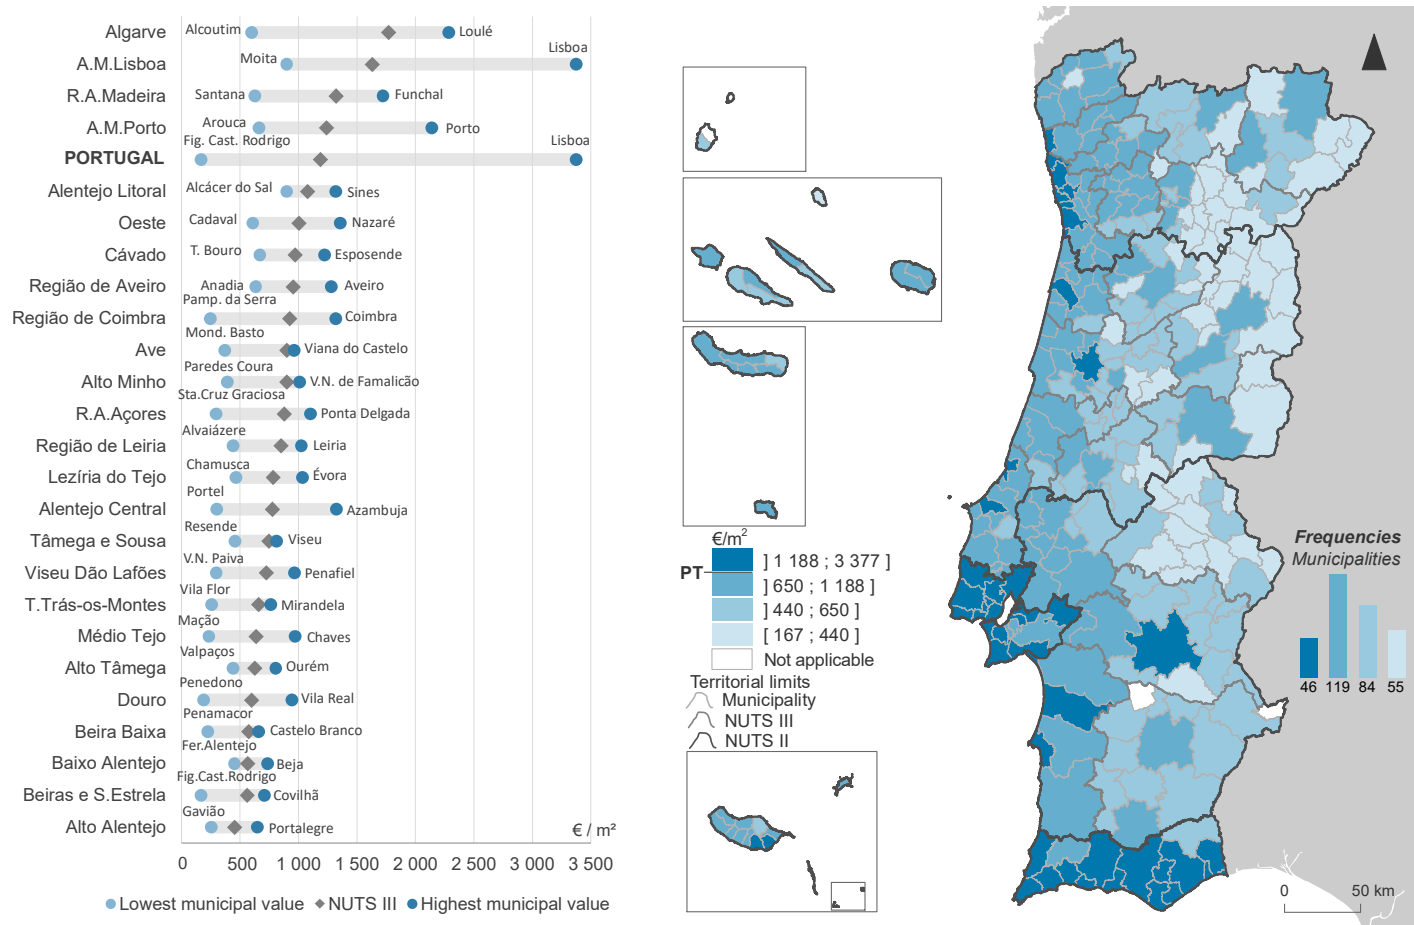 Algarve
Alcoutim
Loulé
A.M.Lisboa
Moita
Lisboa
R.A.Madeira
Santana
Funchal
A.M.Porto
Arouca
Porto
PORTUGAL
Fig. Cast. Rodrigo
Lisboa
Alentejo Litoral
Alcácer do Sal
Sines
Oeste
Cadaval
Nazaré
Cávado
T. Bouro
Esposende
Região de Aveiro
Anadia
Aveiro
Região de Coimbra
Pamp. da Serra
Coimbra
Ave
Mond. Basto
Viana do Castelo
Alto Minho
Paredes Coura
V.N. de Famalicão
R.A.Açores
Sta.Cruz Graciosa
Ponta Delgada
Região de Leiria
Alvaiázere
Leiria
Lezíria do Tejo
Chamusca
Évora
Alentejo Central
Portel
Azambuja
Tâmega e Sousa
Resende
Viseu
Viseu Dão Lafões
V.N. Paiva
Penafiel
T.Trás-os-Montes
Vila Flor
Mirandela
Médio Tejo
Mação
Chaves
Alto Tâmega
Valpaços
Ourém
Douro
Penedono
Vila Real
Beira Baixa
Penamacor
Castelo Branco
Baixo Alentejo
Fer.Alentejo
Beja
Beiras e S.Estrela
Fig.Cast.Rodrigo
Covilhã
Alto Alentejo
Gavião
Portalegre
€ / m²
0 500 1 000 1 500 2 000 2 500 3 000 3 500
Lowest municipal value NUTS III Highest municipal value
€/m²
PT
] 1 188 ; 3 377 ]
] 650 ; 1 188 ]
] 440 ; 650 ]
[ 167 ; 440 ]
Not applicable
Territorial limits
Municipality
NUTS III
NUTS II
Frequencies
Municipalities
46 119 84 55
0 50 km